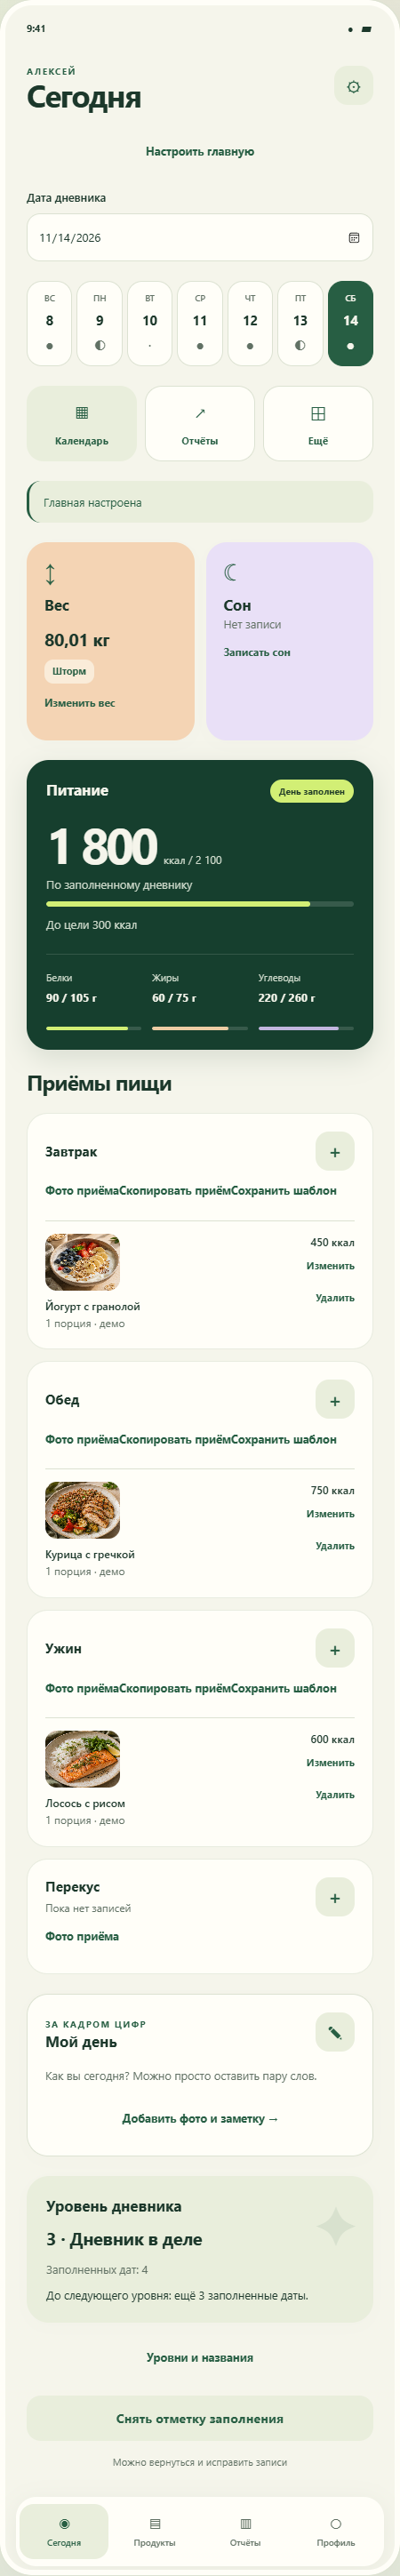 9:41
АЛЕКСЕЙ
Сегодня
Настроить главную
Дата дневника
11/14/2026
ВС ПН ВТ СР ЧТ ПТ СБ
8 9 10 11 12 13 14
Календарь Отчёты Ещё
Главная настроена
Вес
80,01 кг
Шторм
Изменить вес
Сон
Нет записи
Записать сон
Питание День заполнен
1 800 ккал / 2 100
По заполненному дневнику
До цели 300 ккал
Белки Жиры Углеводы
90 / 105 г 60 / 75 г 220 / 260 г
Приёмы пищи
Завтрак +
Фото приёмаСкопировать приёмСохранить шаблон
450 ккал
Изменить
Удалить
Йогурт с гранолой
1 порция · демо
Обед +
Фото приёмаСкопировать приёмСохранить шаблон
750 ккал
Изменить
Удалить
Курица с гречкой
1 порция · демо
Ужин +
Фото приёмаСкопировать приёмСохранить шаблон
600 ккал
Изменить
Удалить
Лосось с рисом
1 порция · демо
Перекус +
Пока нет записей
Фото приёма
ЗА КАДРОМ ЦИФР
Мой день
Как вы сегодня? Можно просто оставить пару слов.
Добавить фото и заметку →
Уровень дневника
3 · Дневник в деле
Заполненных дат: 4
До следующего уровня: ещё 3 заполненные даты.
Уровни и названия
Снять отметку заполнения
Можно вернуться и исправить записи
Сегодня Продукты Отчёты Профиль